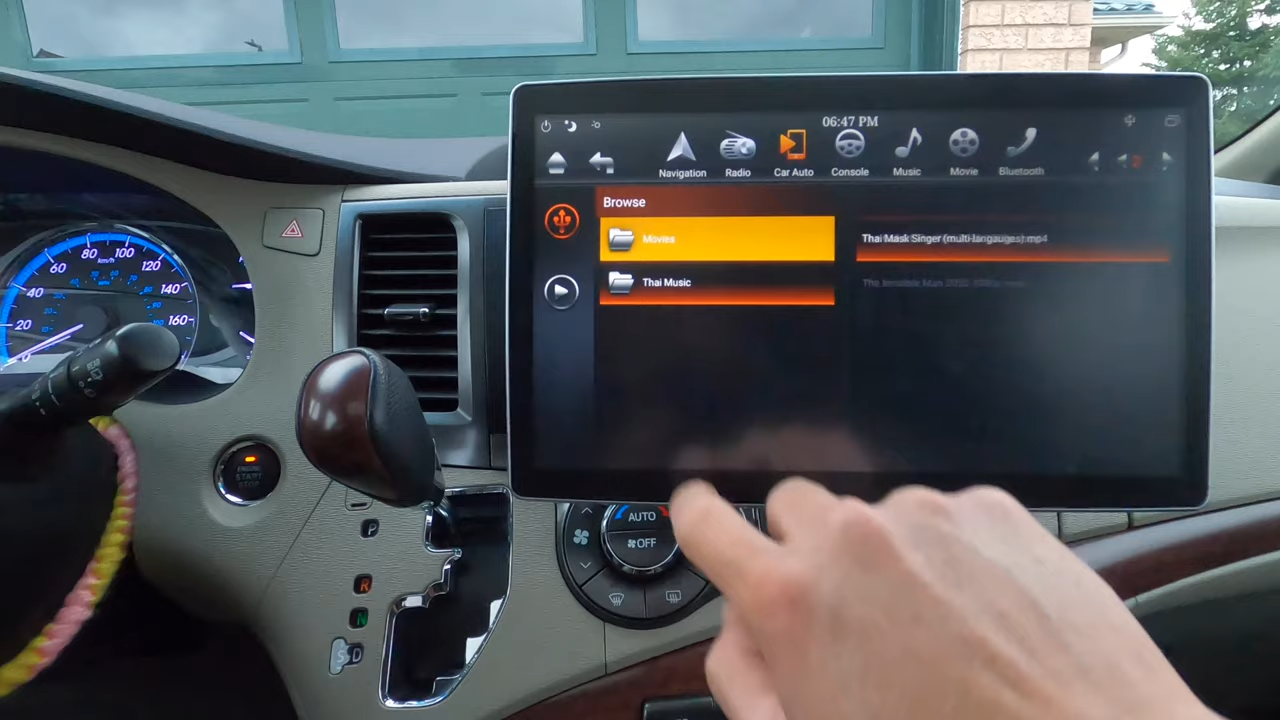 06:47 PM
Navigation
Radio
Car Auto
Console
Music
Movie
Bluetooth
2
Browse
Movies
Thai Music
Thai Mask Singer (multi-langauges).mp4
20
40
60
80
100
120
140
160
km/h
ENGINE
START
STOP
P
R
N
S
D
AUTO
OFF